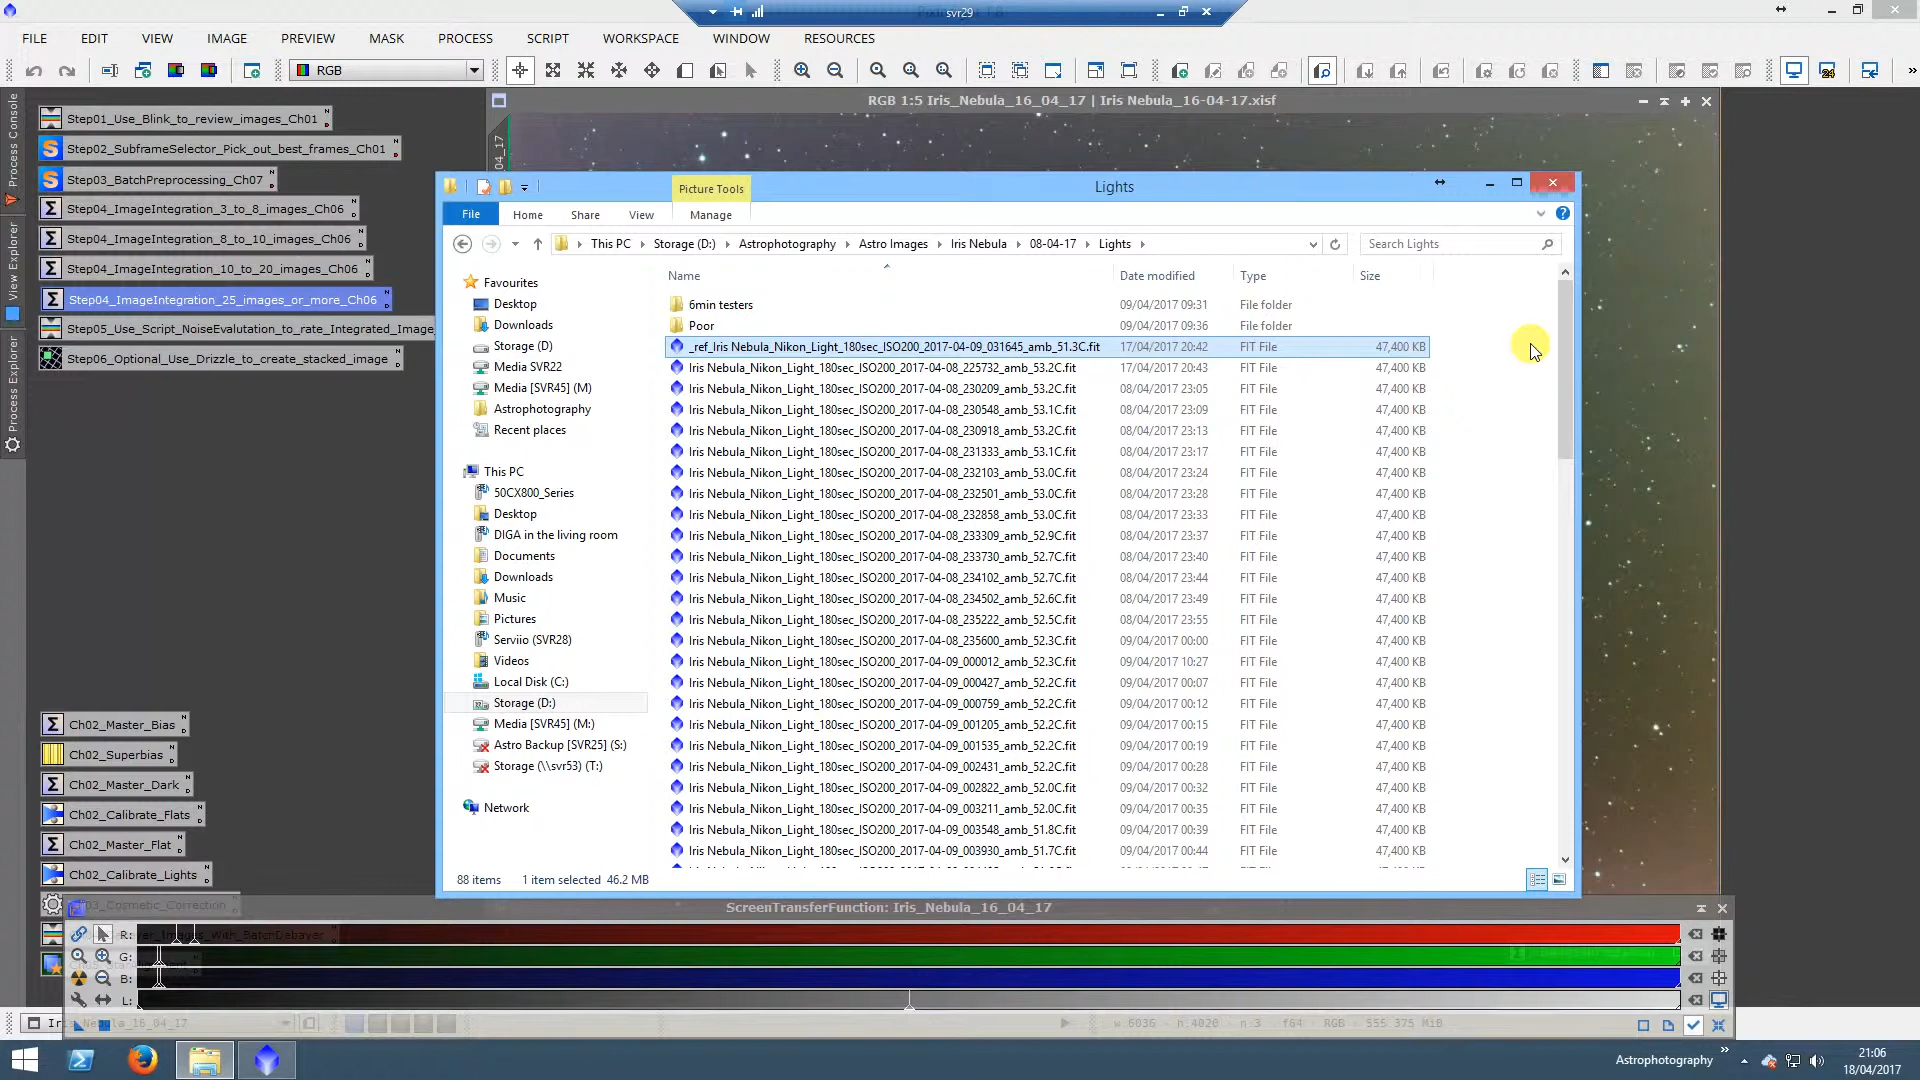 svr29
FILE EDIT VIEW IMAGE PREVIEW MASK PROCESS SCRIPT WORKSPACE WINDOW RESOURCES
RGB
RGB 1:5 Iris_Nebula_16_04_17 | Iris Nebula_16-04-17.xisf
Process Console
View Explorer
Process Explorer
Step01_Use_Blink_to_review_images_Ch01
Step02_SubframeSelector_Pick_out_best_frames_Ch01
Step03_BatchPreprocessing_Ch07
Step04_ImageIntegration_3_to_8_images_Ch06
Step04_ImageIntegration_8_to_10_images_Ch06
Step04_ImageIntegration_10_to_20_images_Ch06
Step04_ImageIntegration_25_images_or_more_Ch06
Step05_Use_Script_NoiseEvalutation_to_rate_Integrated_Image
Step06_Optional_Use_Drizzle_to_create_stacked_image
Ch02_Master_Bias
Ch02_Superbias
Ch02_Master_Dark
Ch02_Calibrate_Flats
Ch02_Master_Flat
Ch02_Calibrate_Lights
Picture Tools
Lights
File Home Share View Manage
This PC Storage (D:) Astrophotography Astro Images Iris Nebula 08-04-17 Lights
Search Lights
Favourites
Desktop
Downloads
Storage (D)
Media SVR22
Media [SVR45] (M)
Astrophotography
Recent places
This PC
50CX800_Series
Desktop
DIGA in the living room
Documents
Downloads
Music
Pictures
Serviio (SVR28)
Videos
Local Disk (C:)
Storage (D:)
Media [SVR45] (M:)
Astro Backup [SVR25] (S:)
Storage (\\svr53) (T:)
Network
Name Date modified Type Size
6min testers 09/04/2017 09:31 File folder
Poor 09/04/2017 09:36 File folder
_ref_Iris Nebula_Nikon_Light_180sec_ISO200_2017-04-09_031645_amb_51.3C.fit 17/04/2017 20:42 FIT File 47,400 KB
Iris Nebula_Nikon_Light_180sec_ISO200_2017-04-08_225732_amb_53.2C.fit 17/04/2017 20:43 FIT File 47,400 KB
Iris Nebula_Nikon_Light_180sec_ISO200_2017-04-08_230209_amb_53.2C.fit 08/04/2017 23:05 FIT File 47,400 KB
Iris Nebula_Nikon_Light_180sec_ISO200_2017-04-08_230548_amb_53.1C.fit 08/04/2017 23:09 FIT File 47,400 KB
Iris Nebula_Nikon_Light_180sec_ISO200_2017-04-08_230918_amb_53.2C.fit 08/04/2017 23:13 FIT File 47,400 KB
Iris Nebula_Nikon_Light_180sec_ISO200_2017-04-08_231333_amb_53.1C.fit 08/04/2017 23:17 FIT File 47,400 KB
Iris Nebula_Nikon_Light_180sec_ISO200_2017-04-08_232103_amb_53.0C.fit 08/04/2017 23:24 FIT File 47,400 KB
Iris Nebula_Nikon_Light_180sec_ISO200_2017-04-08_232501_amb_53.0C.fit 08/04/2017 23:28 FIT File 47,400 KB
Iris Nebula_Nikon_Light_180sec_ISO200_2017-04-08_232858_amb_53.0C.fit 08/04/2017 23:33 FIT File 47,400 KB
Iris Nebula_Nikon_Light_180sec_ISO200_2017-04-08_233309_amb_52.9C.fit 08/04/2017 23:37 FIT File 47,400 KB
Iris Nebula_Nikon_Light_180sec_ISO200_2017-04-08_233730_amb_52.7C.fit 08/04/2017 23:40 FIT File 47,400 KB
Iris Nebula_Nikon_Light_180sec_ISO200_2017-04-08_234102_amb_52.7C.fit 08/04/2017 23:44 FIT File 47,400 KB
Iris Nebula_Nikon_Light_180sec_ISO200_2017-04-08_234502_amb_52.6C.fit 08/04/2017 23:49 FIT File 47,400 KB
Iris Nebula_Nikon_Light_180sec_ISO200_2017-04-08_235222_amb_52.5C.fit 08/04/2017 23:55 FIT File 47,400 KB
Iris Nebula_Nikon_Light_180sec_ISO200_2017-04-08_235600_amb_52.3C.fit 09/04/2017 00:00 FIT File 47,400 KB
Iris Nebula_Nikon_Light_180sec_ISO200_2017-04-09_000012_amb_52.3C.fit 09/04/2017 10:27 FIT File 47,400 KB
Iris Nebula_Nikon_Light_180sec_ISO200_2017-04-09_000427_amb_52.2C.fit 09/04/2017 00:07 FIT File 47,400 KB
Iris Nebula_Nikon_Light_180sec_ISO200_2017-04-09_000759_amb_52.2C.fit 09/04/2017 00:12 FIT File 47,400 KB
Iris Nebula_Nikon_Light_180sec_ISO200_2017-04-09_001205_amb_52.2C.fit 09/04/2017 00:15 FIT File 47,400 KB
Iris Nebula_Nikon_Light_180sec_ISO200_2017-04-09_001535_amb_52.2C.fit 09/04/2017 00:19 FIT File 47,400 KB
Iris Nebula_Nikon_Light_180sec_ISO200_2017-04-09_002431_amb_52.2C.fit 09/04/2017 00:28 FIT File 47,400 KB
Iris Nebula_Nikon_Light_180sec_ISO200_2017-04-09_002822_amb_52.0C.fit 09/04/2017 00:32 FIT File 47,400 KB
Iris Nebula_Nikon_Light_180sec_ISO200_2017-04-09_003211_amb_52.0C.fit 09/04/2017 00:35 FIT File 47,400 KB
Iris Nebula_Nikon_Light_180sec_ISO200_2017-04-09_003548_amb_51.8C.fit 09/04/2017 00:39 FIT File 47,400 KB
Iris Nebula_Nikon_Light_180sec_ISO200_2017-04-09_003930_amb_51.7C.fit 09/04/2017 00:44 FIT File 47,400 KB
88 items 1 item selected 46.2 MB
ScreenTransferFunction: Iris_Nebula_16_04_17
R:
G:
B:
L:
Astrophotography
21:06
18/04/2017